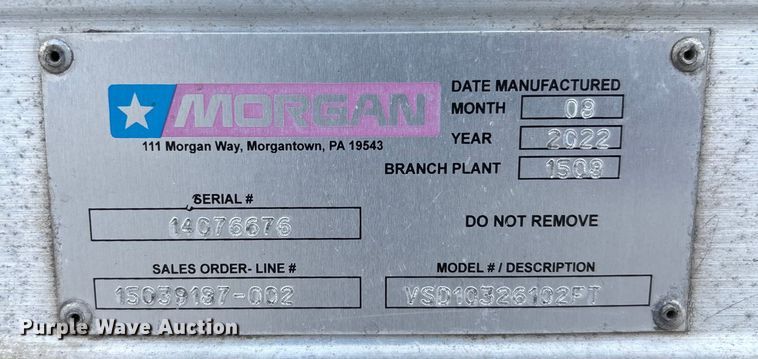 MORGAN
111 Morgan Way, Morgantown, PA 19543
DATE MANUFACTURED
MONTH 08
YEAR 2022
BRANCH PLANT 1508
SERIAL #
14076676
DO NOT REMOVE
SALES ORDER- LINE #
15039187-002
MODEL # / DESCRIPTION
VSD10326102FT
Purple Wave Auction